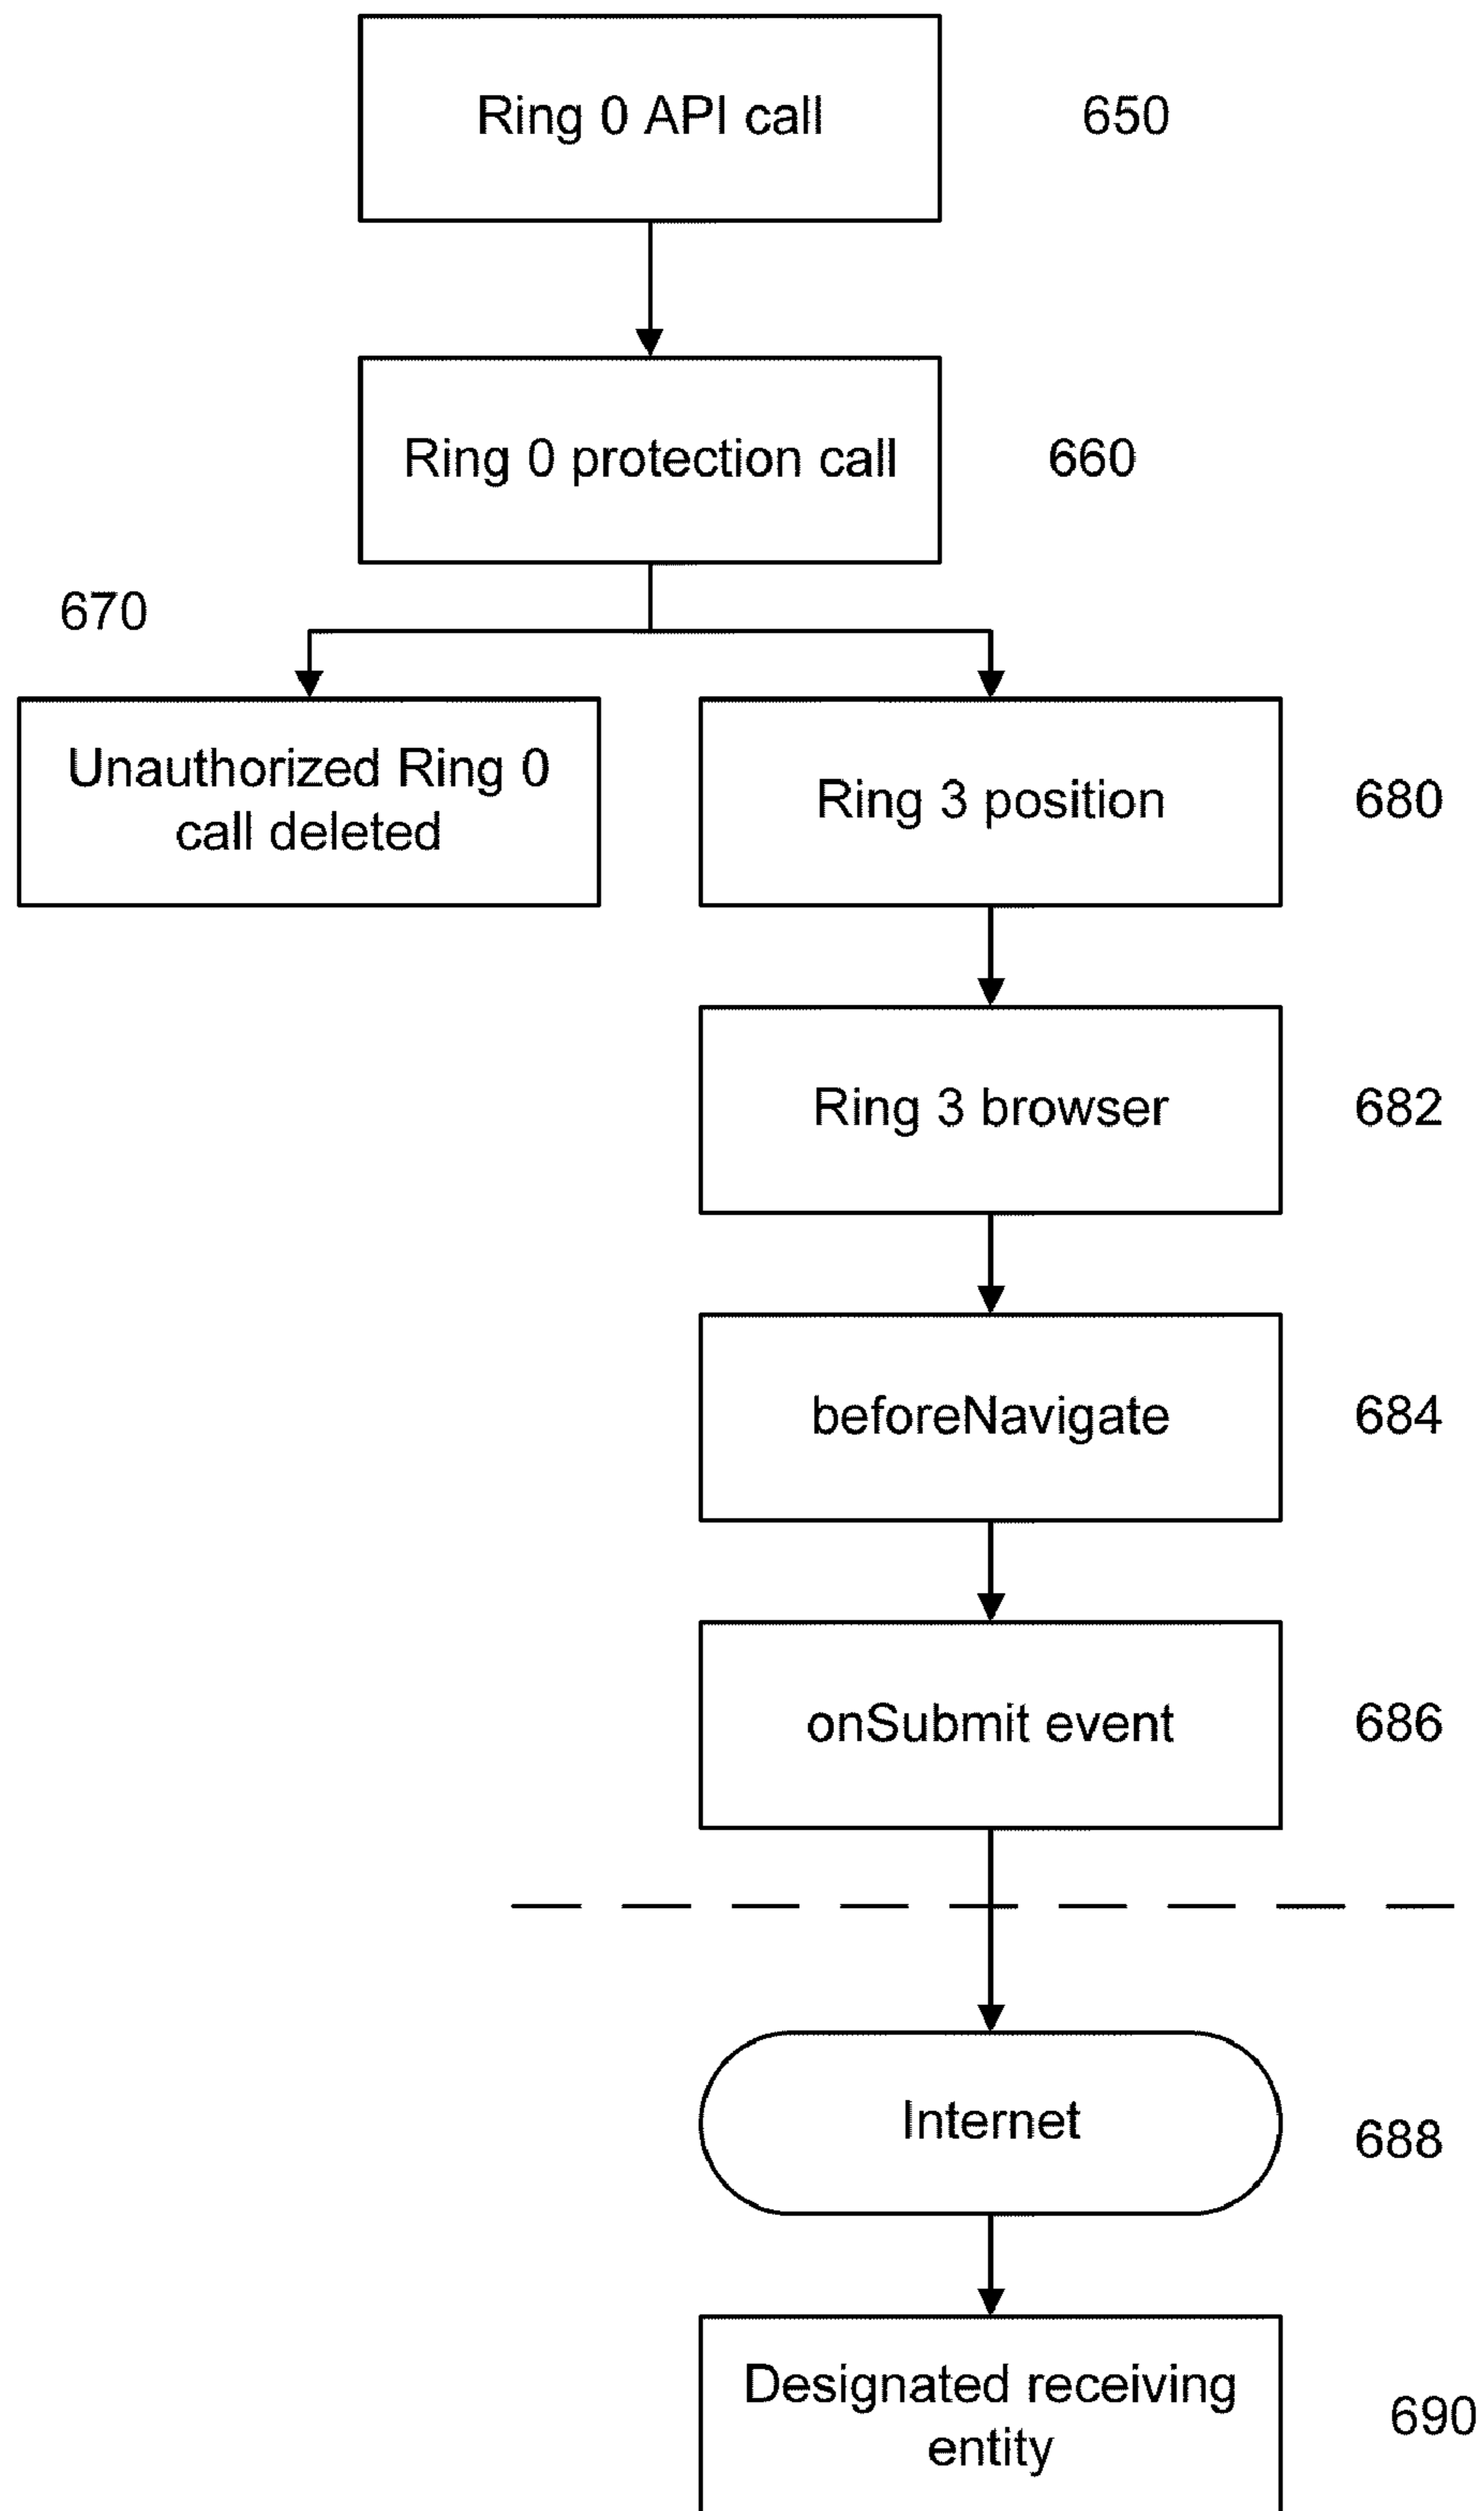 Ring 0 API call
650
Ring 0 protection call
660
670
Unauthorized Ring 0
call deleted
Ring 3 position
680
Ring 3 browser
682
beforeNavigate
684
onSubmit event
686
Internet
688
Designated receiving
entity
690